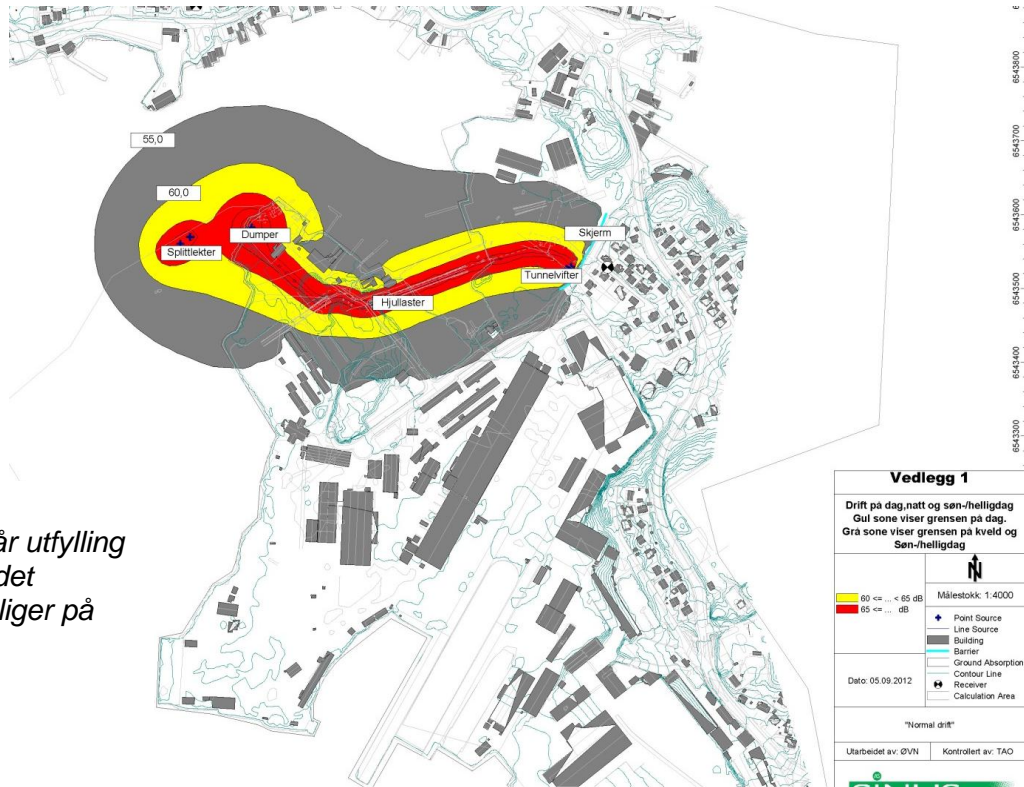 55,0
60,0
Splittlekter
Dumper
Hjullaster
Skjerm
Tunnelvifter
6543800
6543700
6543600
6543500
6543400
6543300
år utfylling
det
liger på
Vedlegg 1
Drift på dag,natt og søn-/helligdag
Gul sone viser grensen på dag.
Grå sone viser grensen på kveld og
Søn-/helligdag
N
60 <= ... < 65 dB
65 <= ... dB
Målestokk: 1:4000
Point Source
Line Source
Building
Barrier
Ground Absorption
Contour Line
Receiver
Calculation Area
Dato: 05.09.2012
"Normal drift"
Utarbeidet av: ØVN
Kontrollert av: TAO